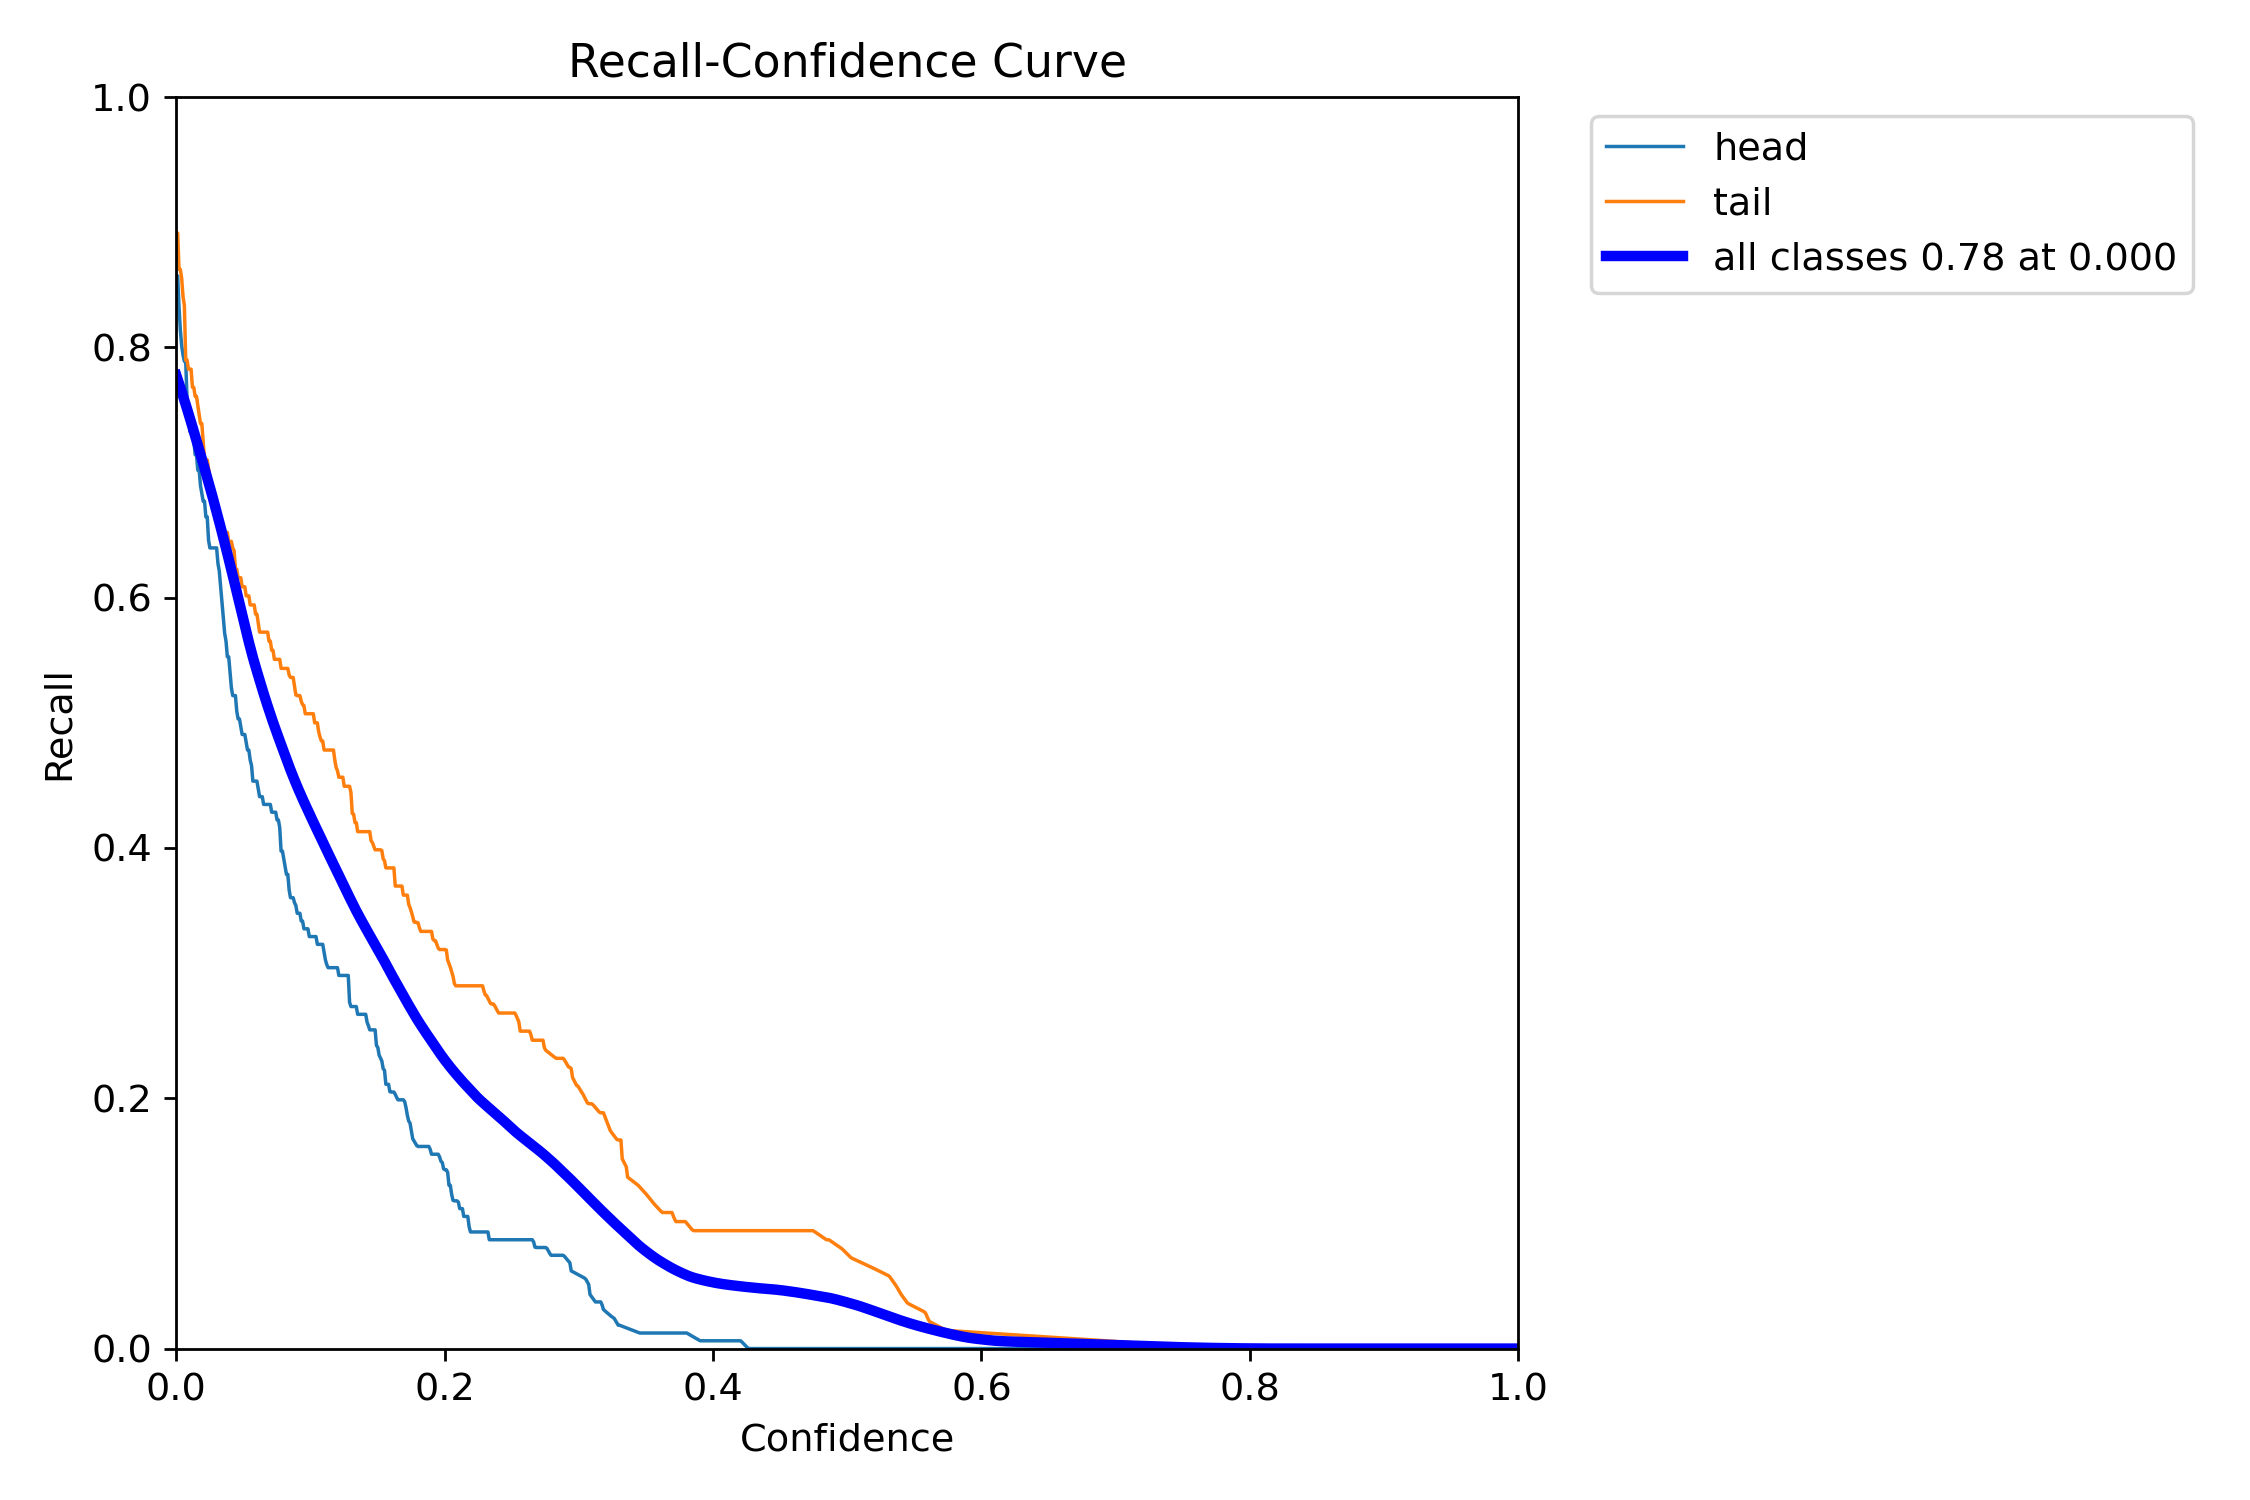 Recall-Confidence Curve
1.0
0.8
0.6
0.4
0.2
0.0
Recall
0.0 0.2 0.4 0.6 0.8 1.0
Confidence
head
tail
all classes 0.78 at 0.000